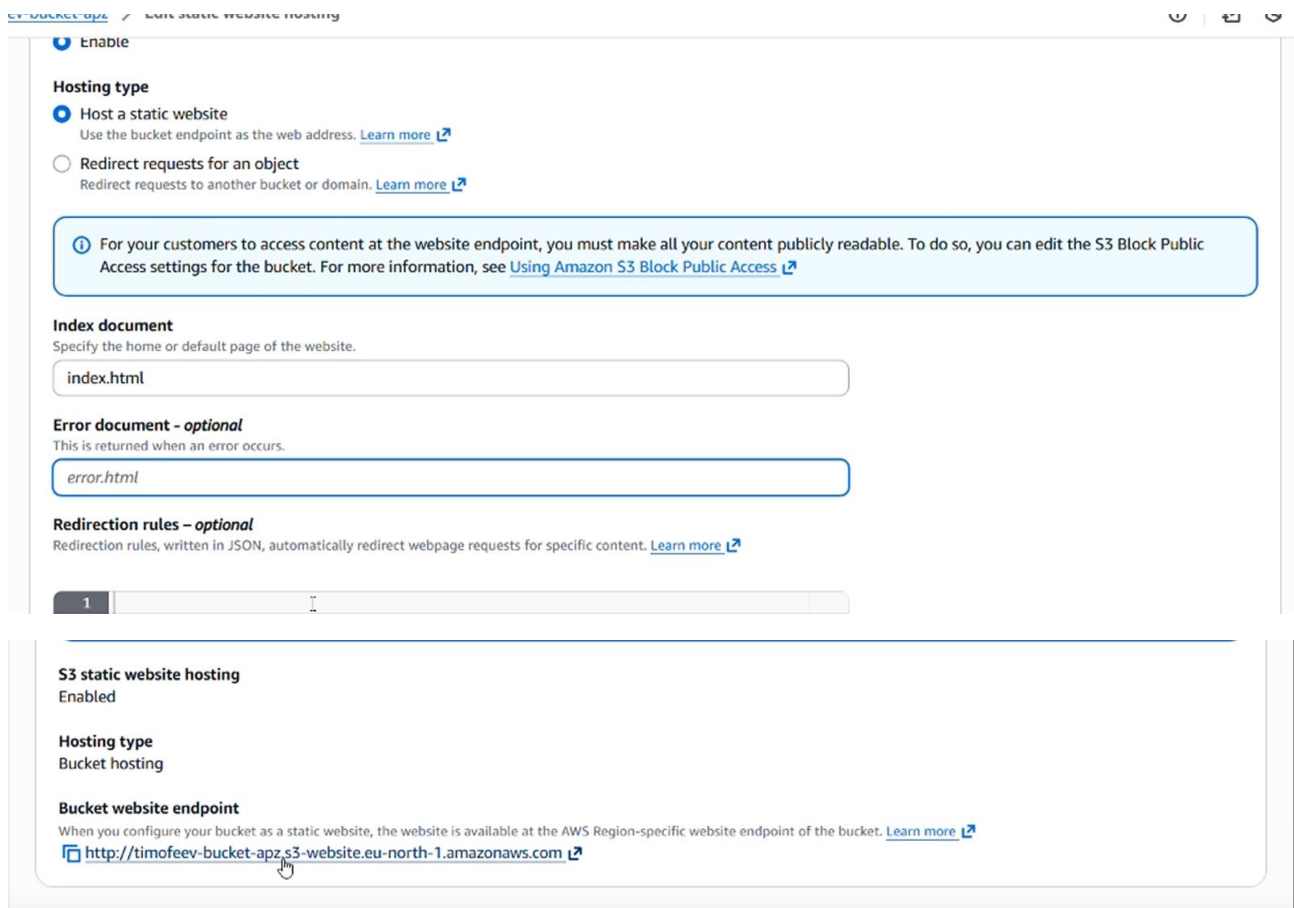 ev-bucket-apz / Edit static website hosting
Enable
Hosting type
Host a static website
Use the bucket endpoint as the web address. Learn more
Redirect requests for an object
Redirect requests to another bucket or domain. Learn more
For your customers to access content at the website endpoint, you must make all your content publicly readable. To do so, you can edit the S3 Block Public
Access settings for the bucket. For more information, see Using Amazon S3 Block Public Access
Index document
Specify the home or default page of the website.
index.html
Error document - optional
This is returned when an error occurs.
error.html
Redirection rules – optional
Redirection rules, written in JSON, automatically redirect webpage requests for specific content. Learn more
1
S3 static website hosting
Enabled
Hosting type
Bucket hosting
Bucket website endpoint
When you configure your bucket as a static website, the website is available at the AWS Region-specific website endpoint of the bucket. Learn more
http://timofeev-bucket-apz.s3-website.eu-north-1.amazonaws.com